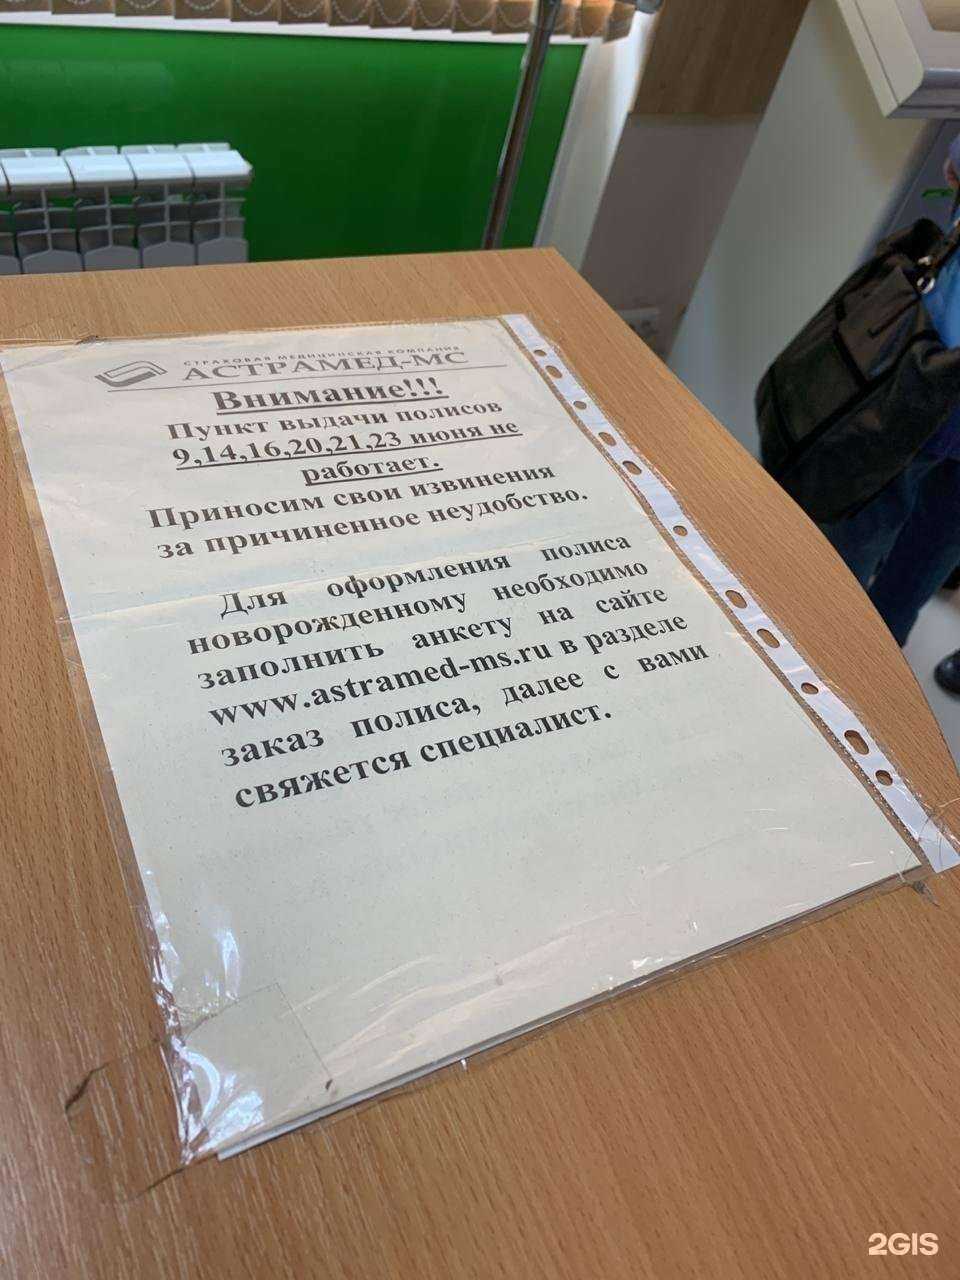 СТРАХОВАЯ МЕДИЦИНСКАЯ КОМПАНИЯ
АСТРАМЕД-МС
Внимание!!!
Пункт выдачи полисов
9,14,16,20,21,23 июня не
работает.
Приносим свои извинения
за причиненное неудобство.
Для оформления полиса
новорожденному необходимо
заполнить анкету на сайте
www.astramed-ms.ru в разделе
заказ полиса, далее с вами
свяжется специалист.
2GIS